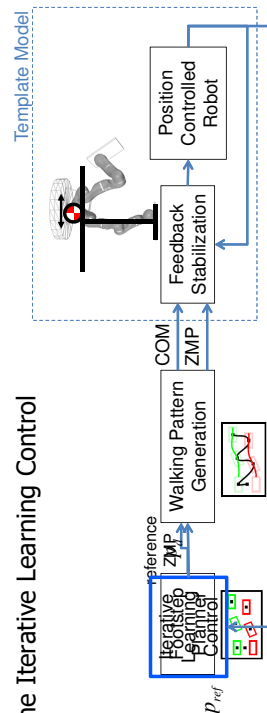 ne Iterative Learning Control
Template Model
Position
Controlled
Robot
Feedback
Stabilization
COM
ZMP
Walking Pattern
Generation
reference
ZMP
Iterative
Learning
Control
Footstep
Planner
p_ref